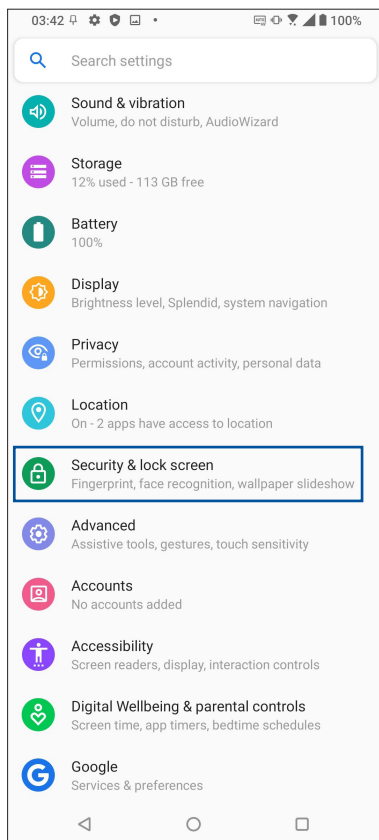 03:42 100%
Search settings
Sound & vibration
Volume, do not disturb, AudioWizard
Storage
12% used - 113 GB free
Battery
100%
Display
Brightness level, Splendid, system navigation
Privacy
Permissions, account activity, personal data
Location
On - 2 apps have access to location
Security & lock screen
Fingerprint, face recognition, wallpaper slideshow
Advanced
Assistive tools, gestures, touch sensitivity
Accounts
No accounts added
Accessibility
Screen readers, display, interaction controls
Digital Wellbeing & parental controls
Screen time, app timers, bedtime schedules
Google
Services & preferences